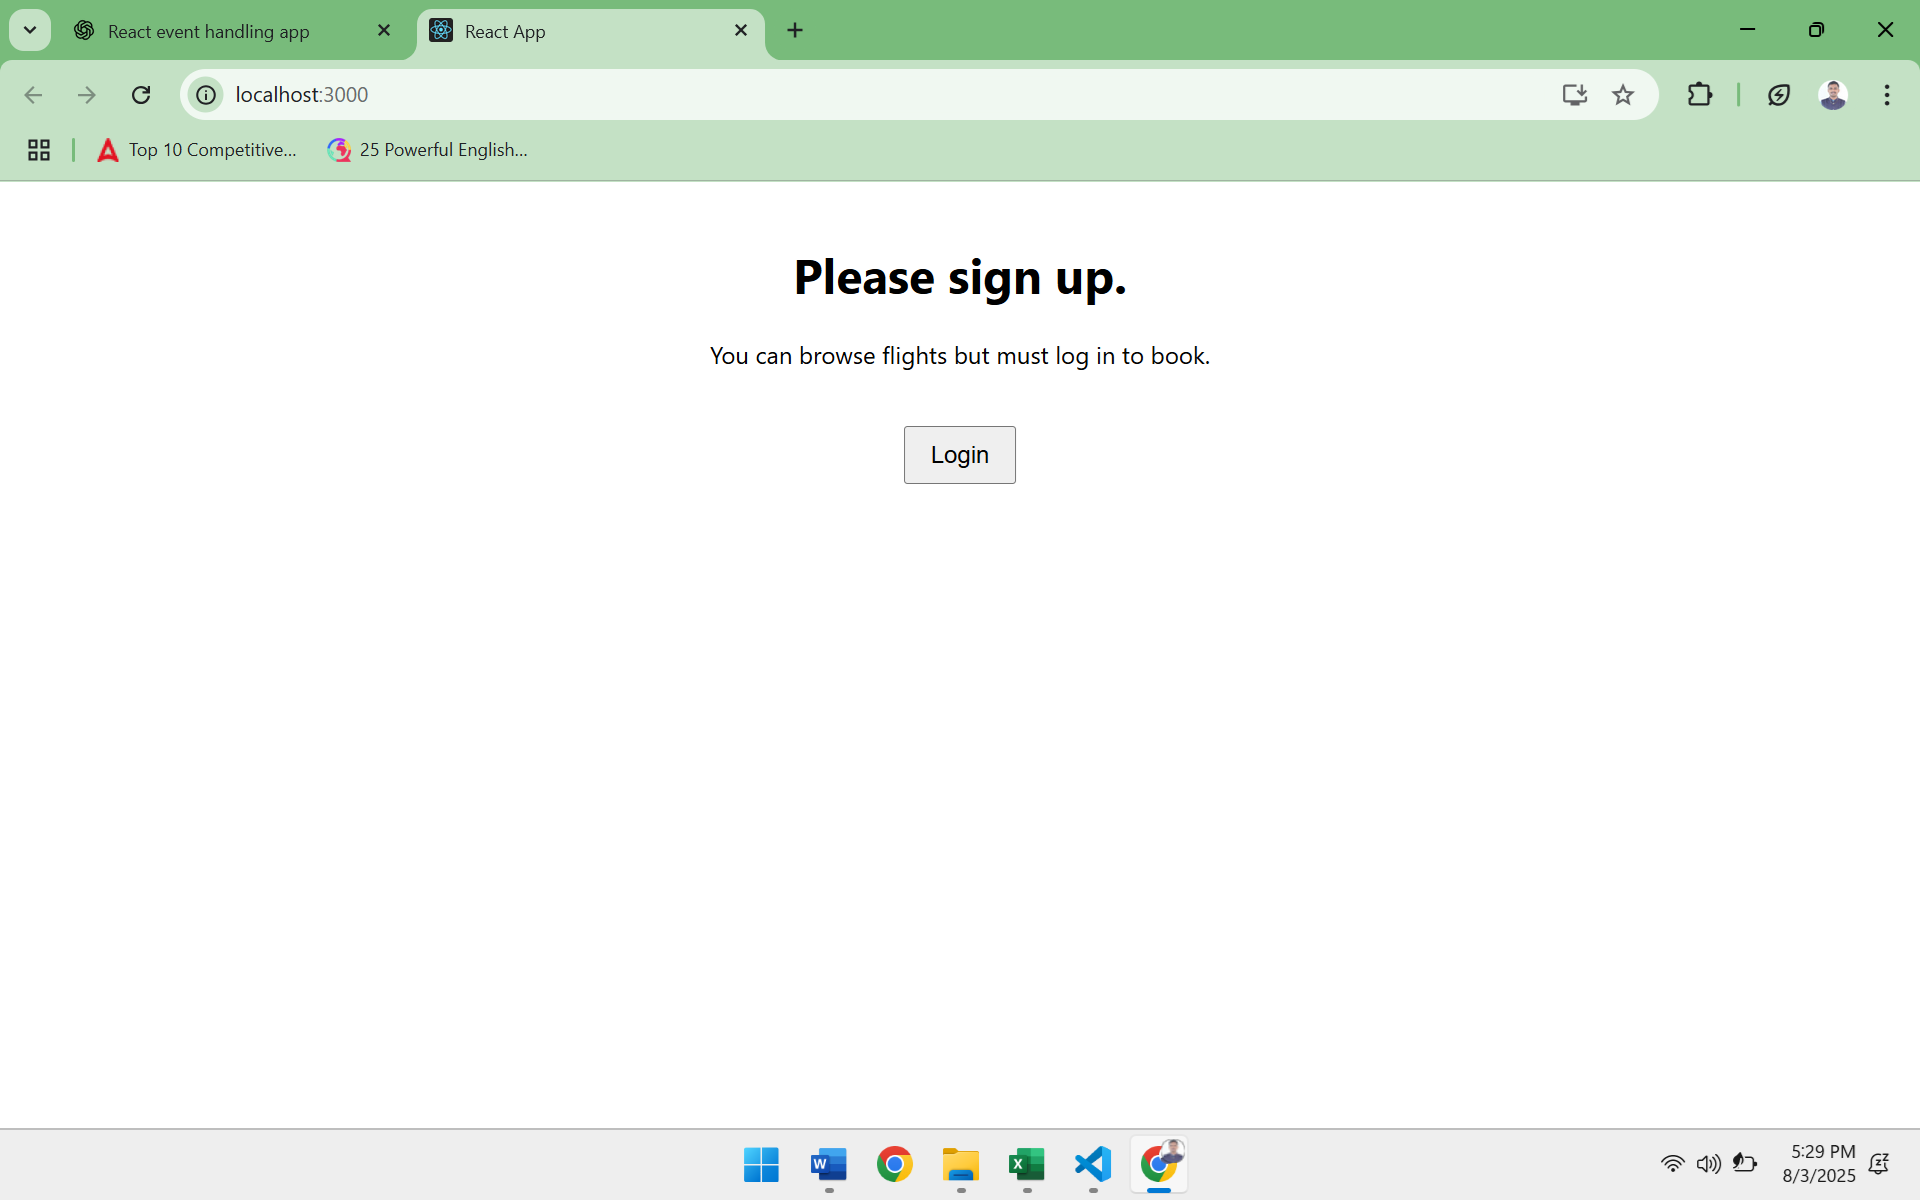 React event handling app
React App
localhost:3000
Top 10 Competitive...
25 Powerful English...
Please sign up.
You can browse flights but must log in to book.
Login
5:29 PM
8/3/2025